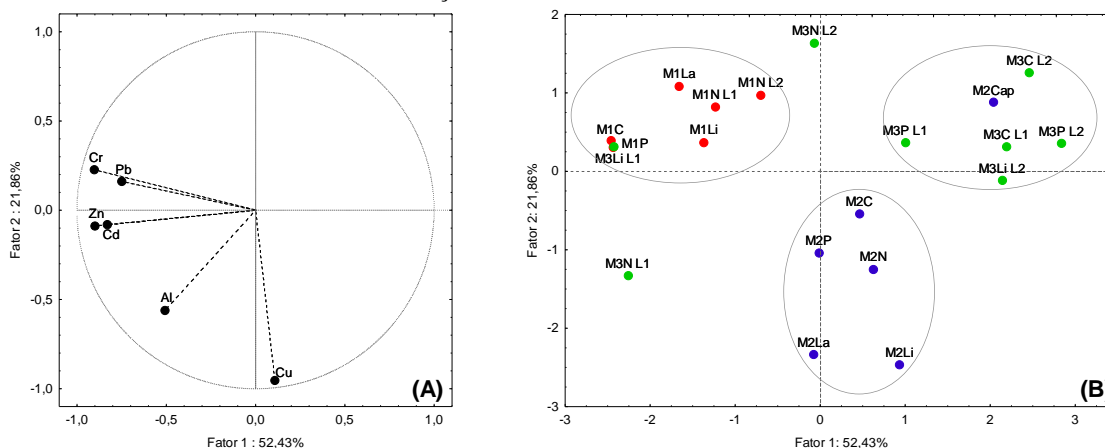 1,0
0,5
0,0
-0,5
-1,0
Fator 2 : 21,86%
Cr
Pb
Zn
Cd
Al
Cu
(A)
-1,0 -0,5 0,0 0,5 1,0
Fator 1 : 52,43%
2
1
0
-1
-2
-3
Fator 2: 21,86%
M3N L2
M3C L2
M1La
M1N L1
M1N L2
M2Cap
M1C
M1P
M1Li
M3Li L1
M3P L1
M3C L1
M3P L2
M3Li L2
M2C
M2P
M2N
M3N L1
M2La
M2Li
(B
-3 -2 -1 0 1 2 3
Fator 1: 52,43%